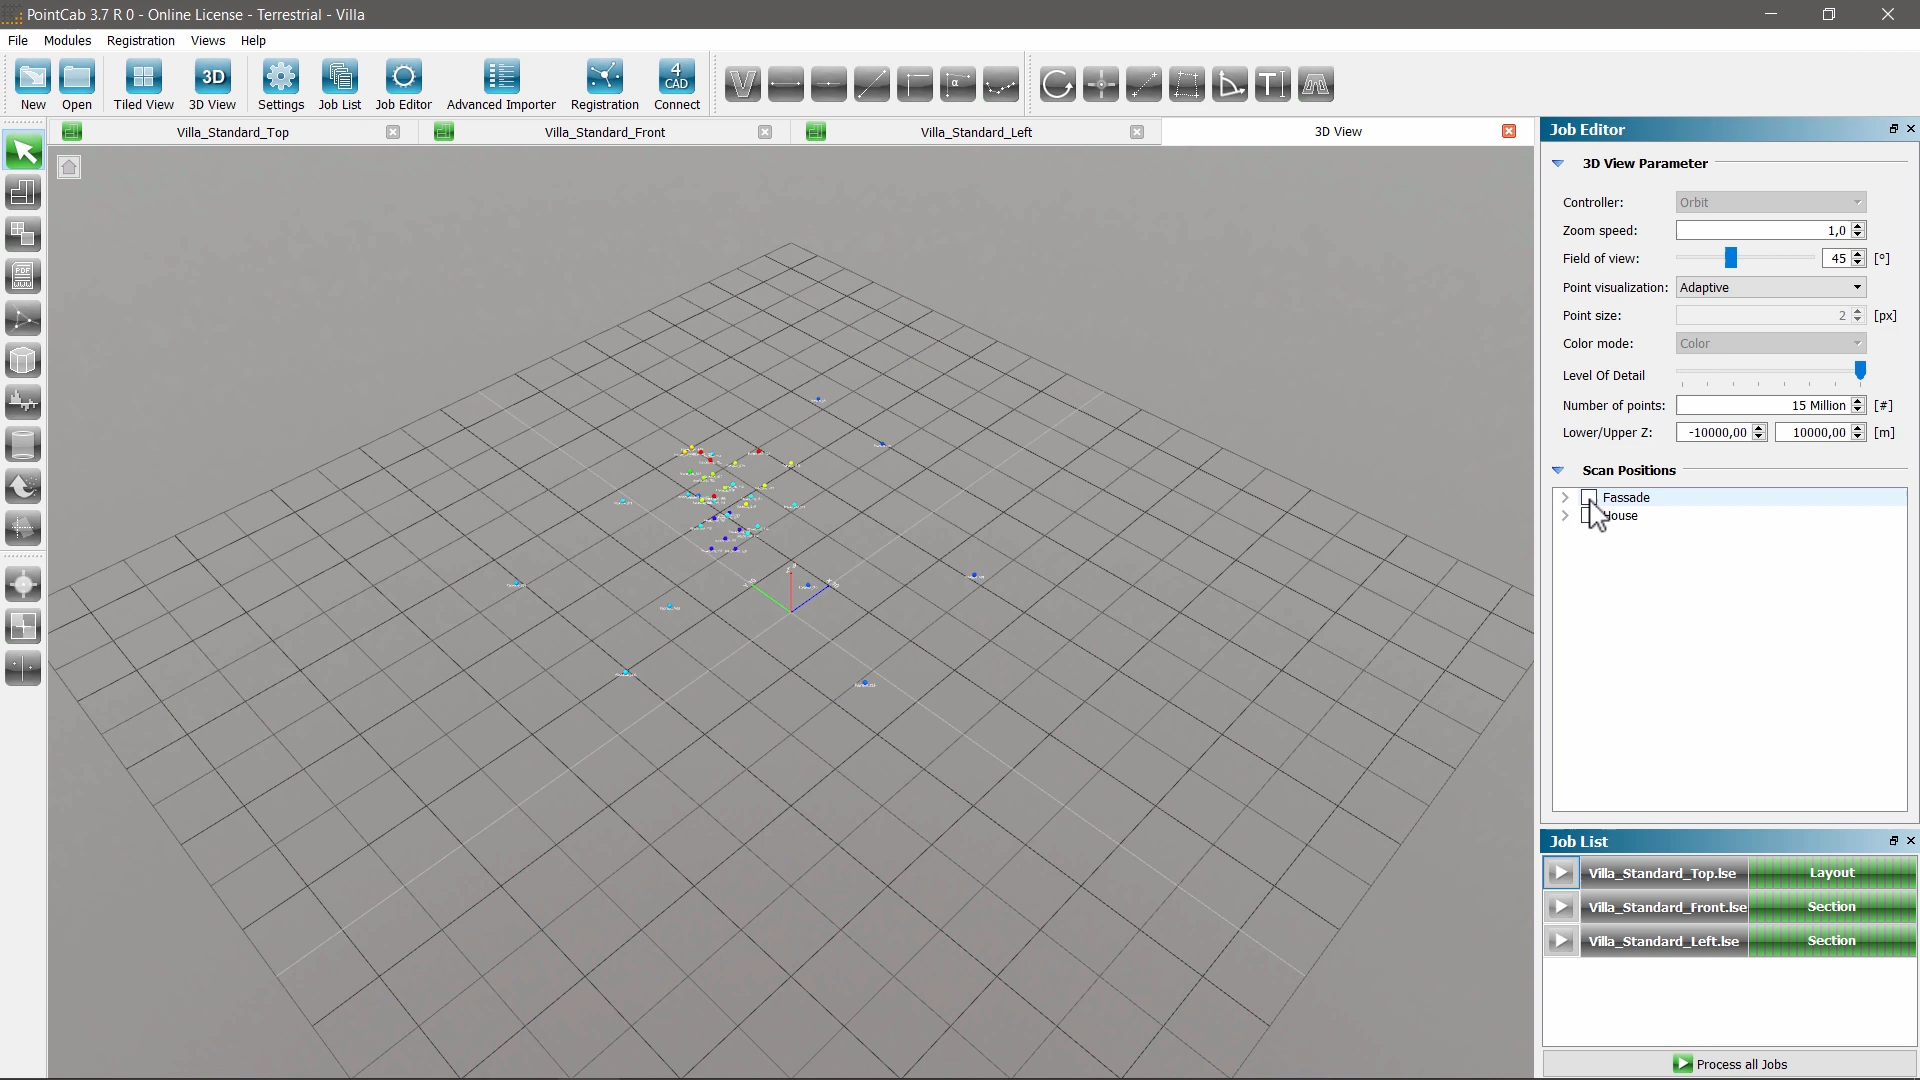 PointCab 3.7 R 0 - Online License - Terrestrial - Villa
File Modules Registration Views Help
3D
4
CAD
New Open Tiled View 3D View Settings Job List Job Editor Advanced Importer Registration Connect
Villa_Standard_Top Villa_Standard_Front Villa_Standard_Left 3D View
PDF
Job Editor
3D View Parameter
Controller: Orbit
Zoom speed: 1,0
Field of view: 45 [°]
Point visualization: Adaptive
Point size: 2 [px]
Color mode: Color
Level Of Detail
Number of points: 15 Million [#]
Lower/Upper Z: -10000,00 10000,00 [m]
Scan Positions
Fassade
House
Job List
Villa_Standard_Top.lse Layout
Villa_Standard_Front.lse Section
Villa_Standard_Left.lse Section
Process all Jobs